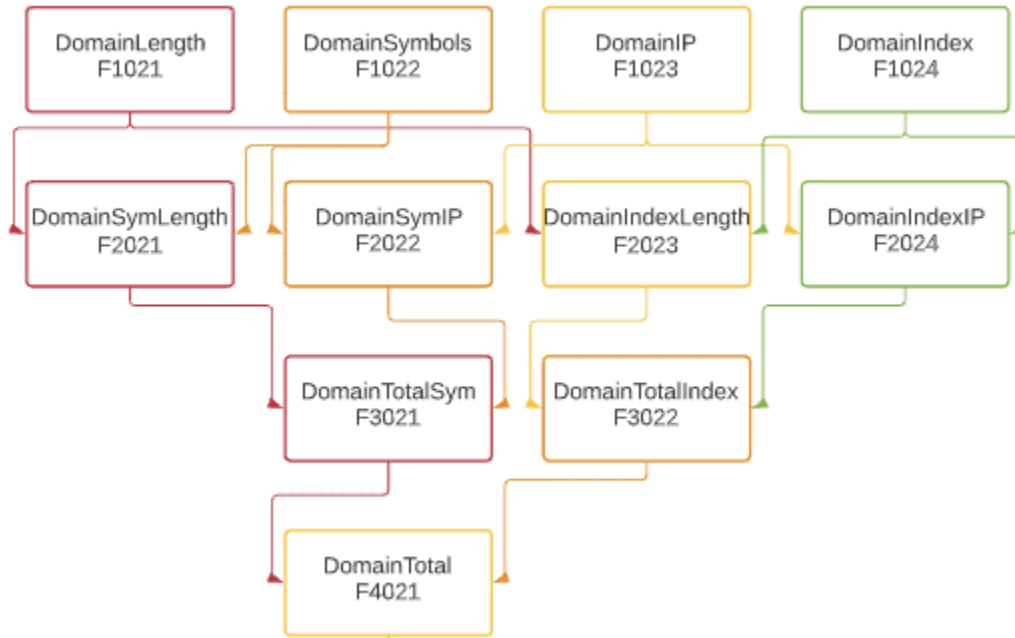 DomainLength
F1021
DomainSymbols
F1022
DomainIP
F1023
DomainIndex
F1024
DomainSymLength
F2021
DomainSymIP
F2022
DomainIndexLength
F2023
DomainIndexIP
F2024
DomainTotalSym
F3021
DomainTotalIndex
F3022
DomainTotal
F4021